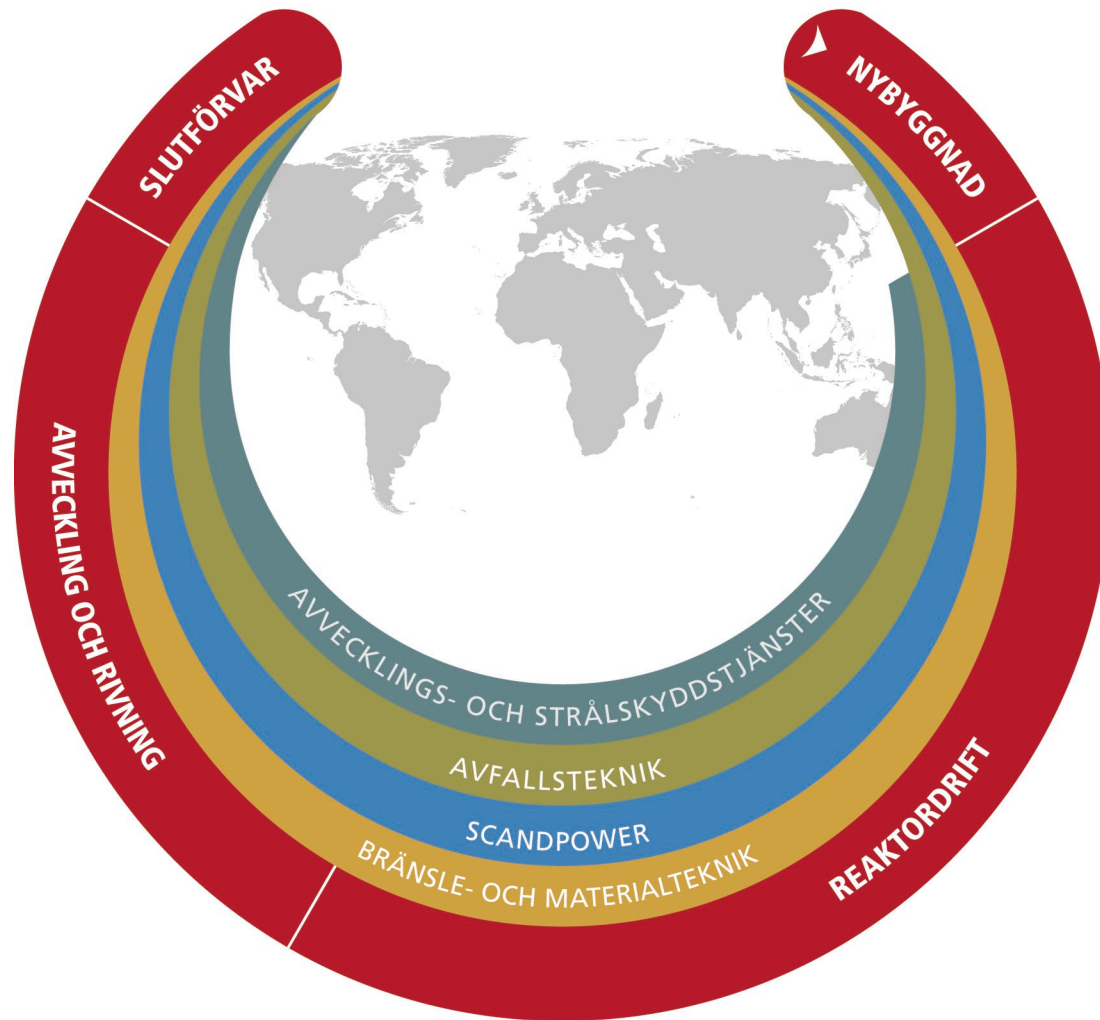 SLUTFÖRVAR
NYBYGGNAD
AVVECKLING OCH RIVNING
REAKTORDRIFT
AVVECKLINGS- OCH STRÅLSKYDDSTJÄNSTER
AVFALLSTEKNIK
SCANDPOWER
BRÄNSLE- OCH MATERIALTEKNIK